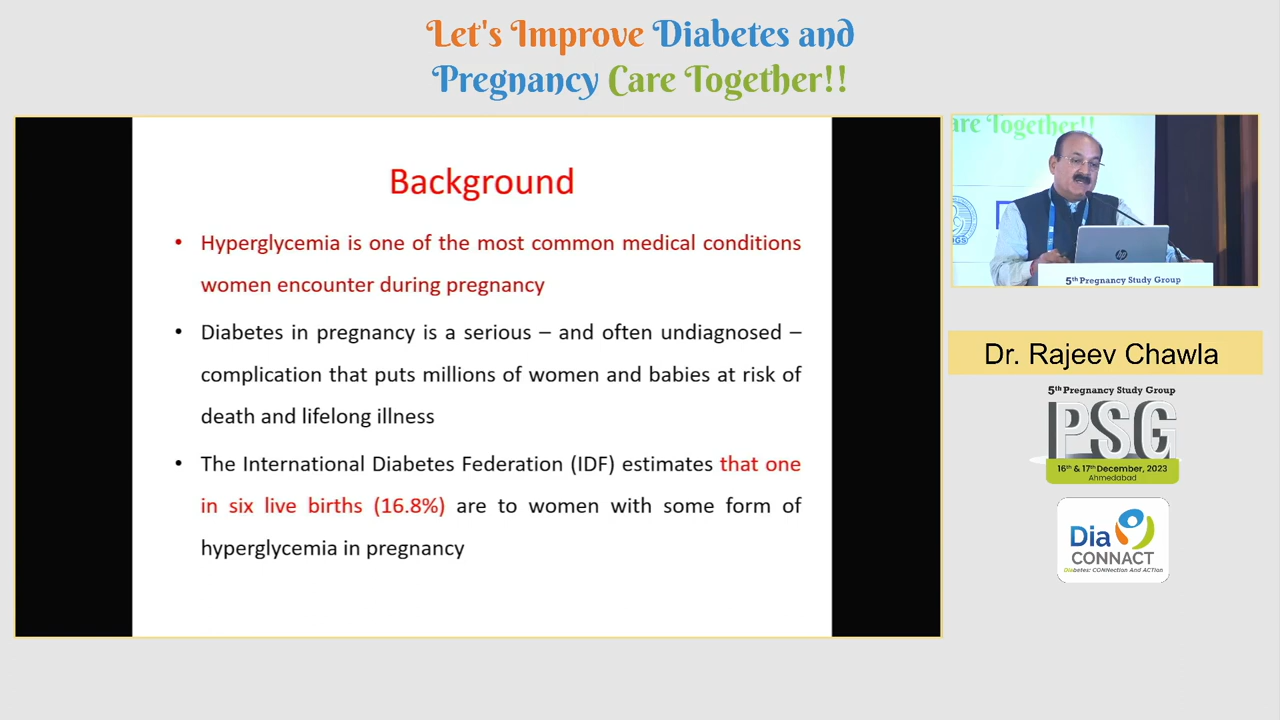 Let's Improve Diabetes and
Pregnancy Care Together!!
Background
• Hyperglycemia is one of the most common medical conditions
women encounter during pregnancy
• Diabetes in pregnancy is a serious – and often undiagnosed –
complication that puts millions of women and babies at risk of
death and lifelong illness
• The International Diabetes Federation (IDF) estimates that one
in six live births (16.8%) are to women with some form of
hyperglycemia in pregnancy
are Together!!
5th Pregnancy Study Group
Dr. Rajeev Chawla
5th Pregnancy Study Group
PSG
16th & 17th December, 2023
Ahmedabad
Dia
CONNACT
Diabetes: CONNection And ACTion